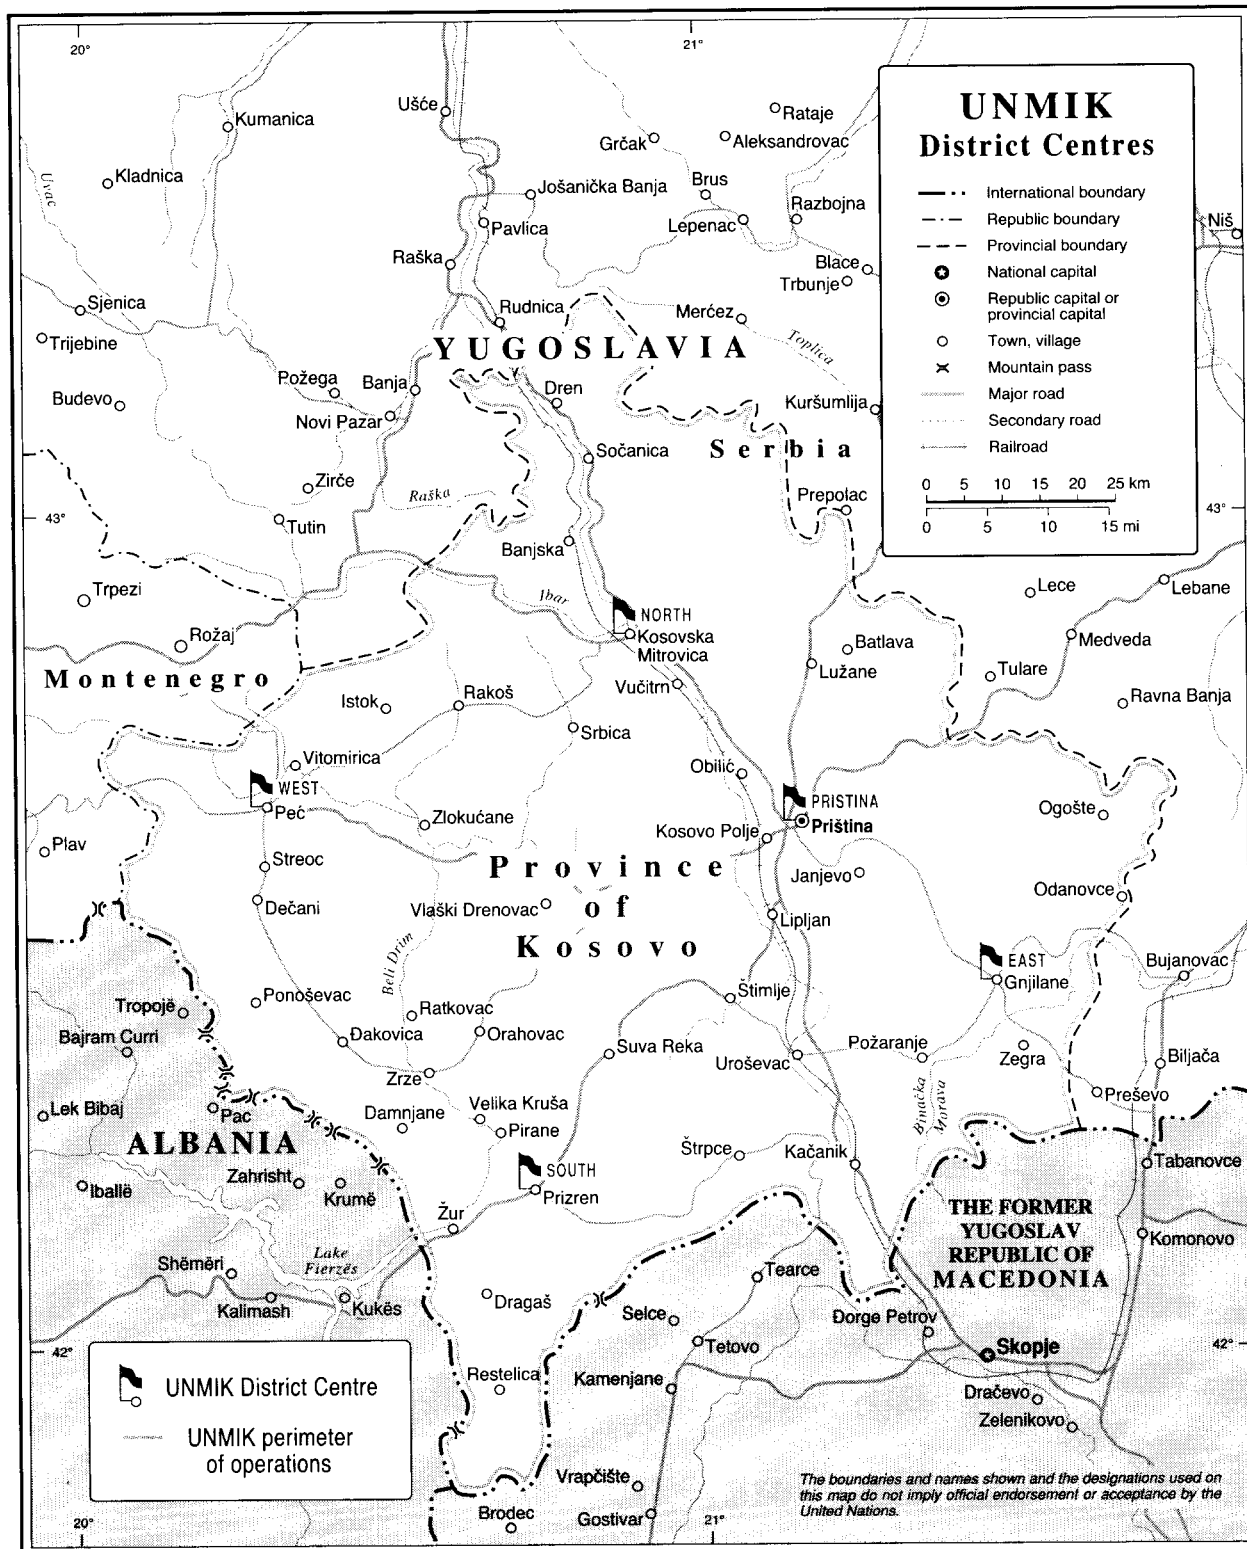 20°
21°
UNMIK
District Centres
International boundary
Republic boundary
Provincial boundary
National capital
Republic capital or
provincial capital
Town, village
Mountain pass
Major road
Secondary road
Railroad
0 5 10 15 20 25 km
0 5 10 15 mi
Ušće
Rataje
Kumanica
Grčak
Aleksandrovac
Kladnica
Uvac
Jošanička Banja
Brus
Razbojna
Pavlica
Lepenac
Niš
Raška
Blace
Trbunje
Sjenica
Rudnica
Merćez
Trijebine
YUGOSLAVIA
Toplica
Požega
Banja
Dren
Budevo
Novi Pazar
Kuršumlija
Sočanica
Serbia
Zirče
Raška
Prepolac
43°
43°
Tutin
Banjska
Trpezi
Ibar
Lece
Lebane
NORTH
Rožaj
Kosovska
Mitrovica
Batlava
Medveda
Lužane
Montenegro
Vučitrn
Tulare
Istok
Rakoš
Ravna Banja
Srbica
Vitomirica
Obilić
WEST
Peć
PRISTINA
Priština
Zlokućane
Kosovo Polje
Ogošte
Plav
Streoc
Province
of
Kosovo
Janjevo
Odanovce
Dečani
Vlaški Drenovac
Lipljan
Beli Drim
EAST
Gnjilane
Bujanovac
Tropojë
Ponoševac
Štimlje
Ratkovac
Bajram Curri
Đakovica
Orahovac
Suva Reka
Uroševac
Požaranje
Zegra
Biljača
Zrze
Binačka
Morava
Preševo
Lek Bibaj
Pac
Damnjane
Velika Kruša
Pirane
ALBANIA
Štrpce
Kačanik
Tabanovce
Zahrisht
SOUTH
Iballë
Krumë
Prizren
THE FORMER
YUGOSLAV
REPUBLIC OF
MACEDONIA
Žur
Komonovo
Lake
Fierzës
Shëmëri
Tearce
Kalimash
Kukës
Dragaš
Selce
Đorge Petrov
42°
42°
Tetovo
Skopje
UNMIK District Centre
Restelica
Kamenjane
Dračevo
Zelenikovo
UNMIK perimeter
of operations
Vrapčište
The boundaries and names shown and the designations used on
this map do not imply official endorsement or acceptance by the
United Nations.
Brodec
Gostivar
20°
21°